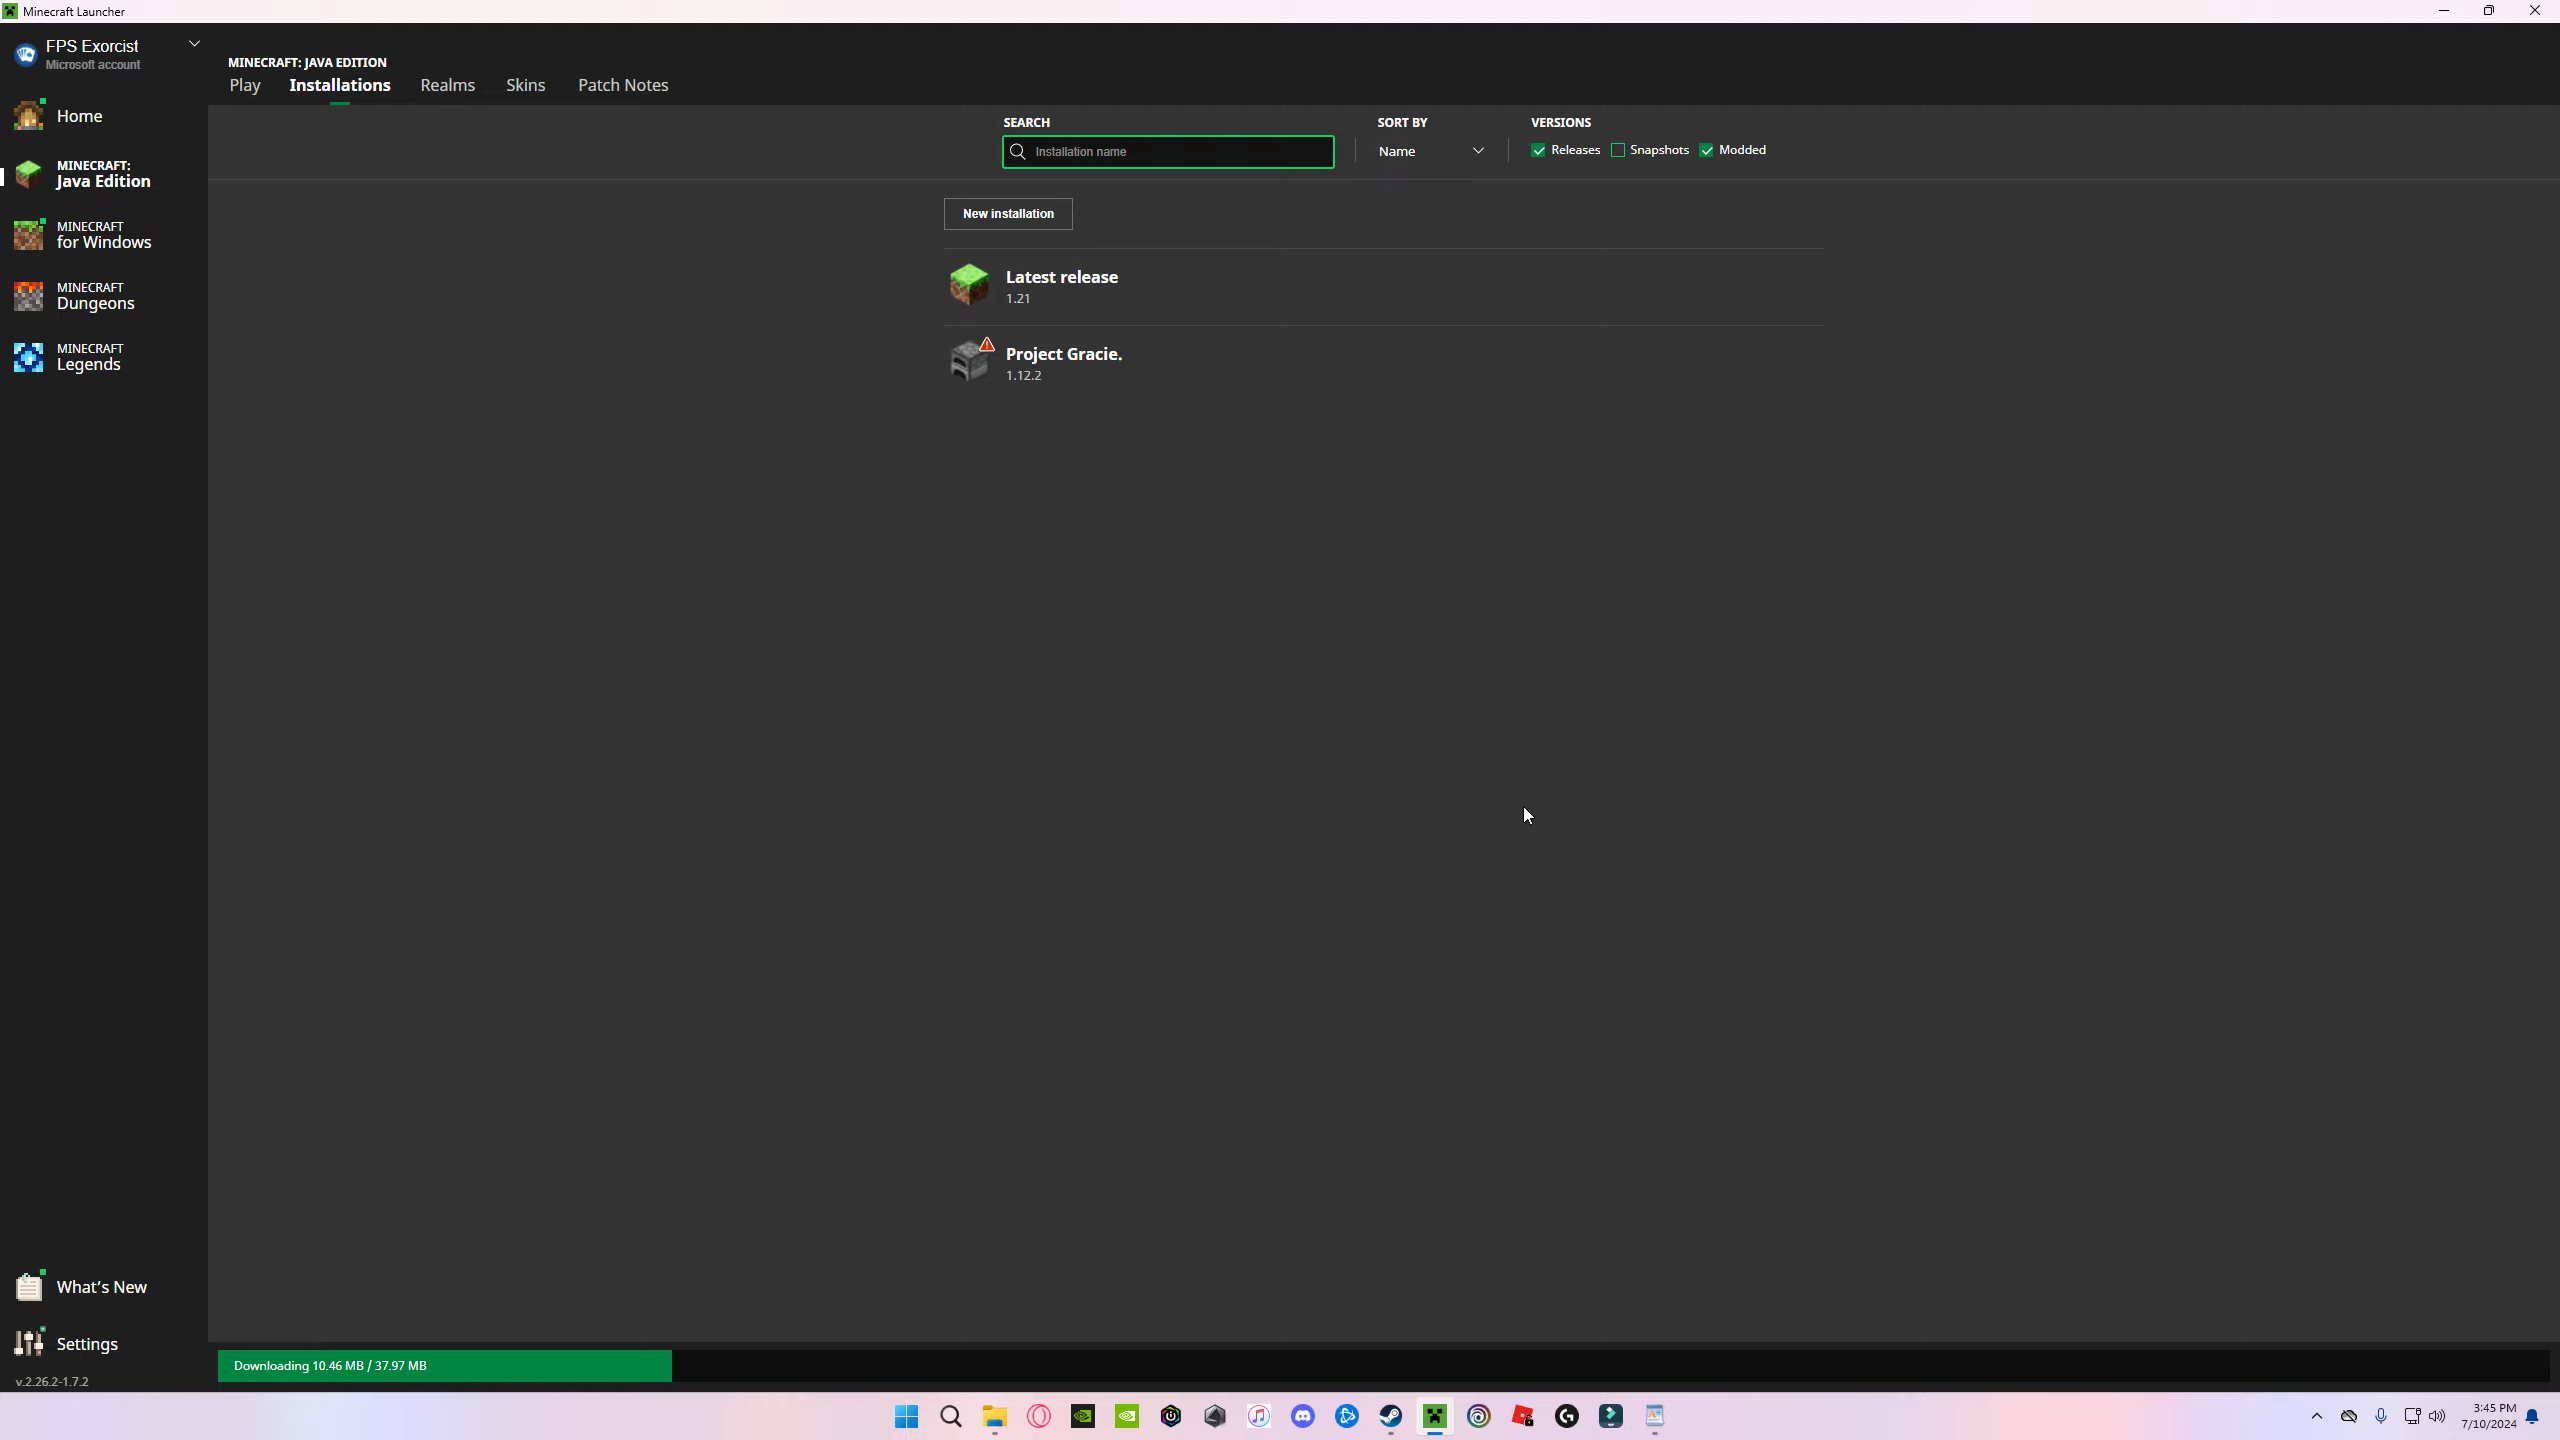 Minecraft Launcher
FPS Exorcist
Microsoft account
MINECRAFT: JAVA EDITION
Play Installations Realms Skins Patch Notes
Home
MINECRAFT:
Java Edition
MINECRAFT
for Windows
MINECRAFT
Dungeons
MINECRAFT
Legends
SEARCH SORT BY VERSIONS
Installation name Name Releases Snapshots Modded
New installation
Latest release
1.21
Project Gracie.
1.12.2
What's New
Settings
v.2.26.2-1.7.2
Downloading 10.46 MB / 37.97 MB
3:45 PM
7/10/2024